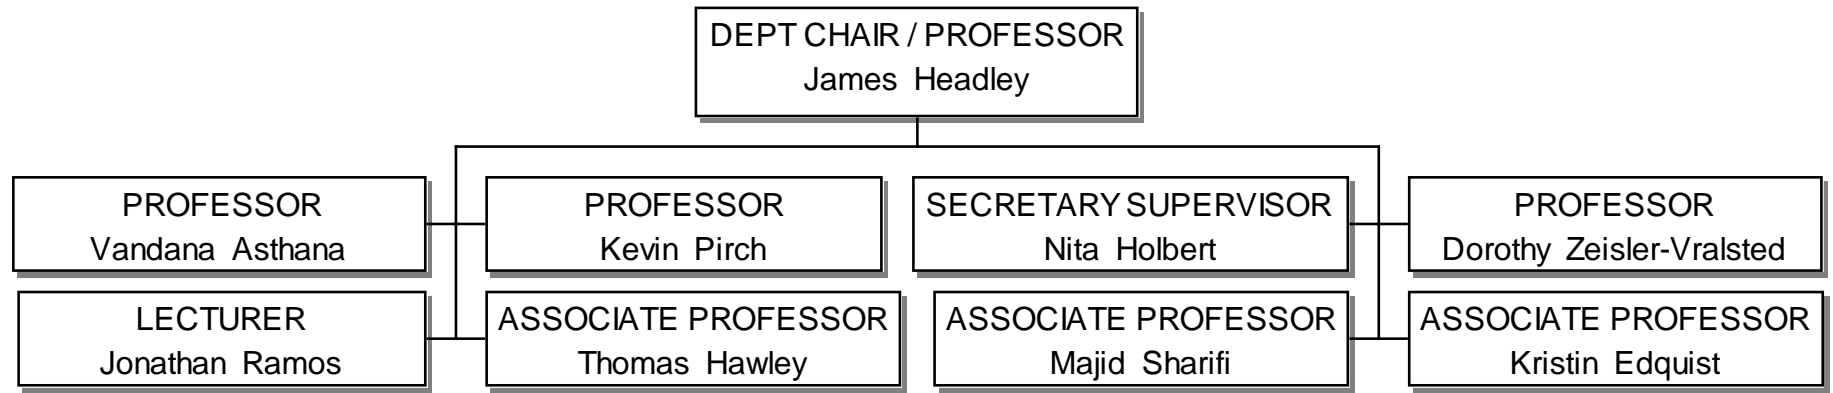 DEPT CHAIR / PROFESSOR
James Headley
PROFESSOR
Vandana Asthana
PROFESSOR
Kevin Pirch
SECRETARY SUPERVISOR
Nita Holbert
PROFESSOR
Dorothy Zeisler-Vralsted
LECTURER
Jonathan Ramos
ASSOCIATE PROFESSOR
Thomas Hawley
ASSOCIATE PROFESSOR
Majid Sharifi
ASSOCIATE PROFESSOR
Kristin Edquist